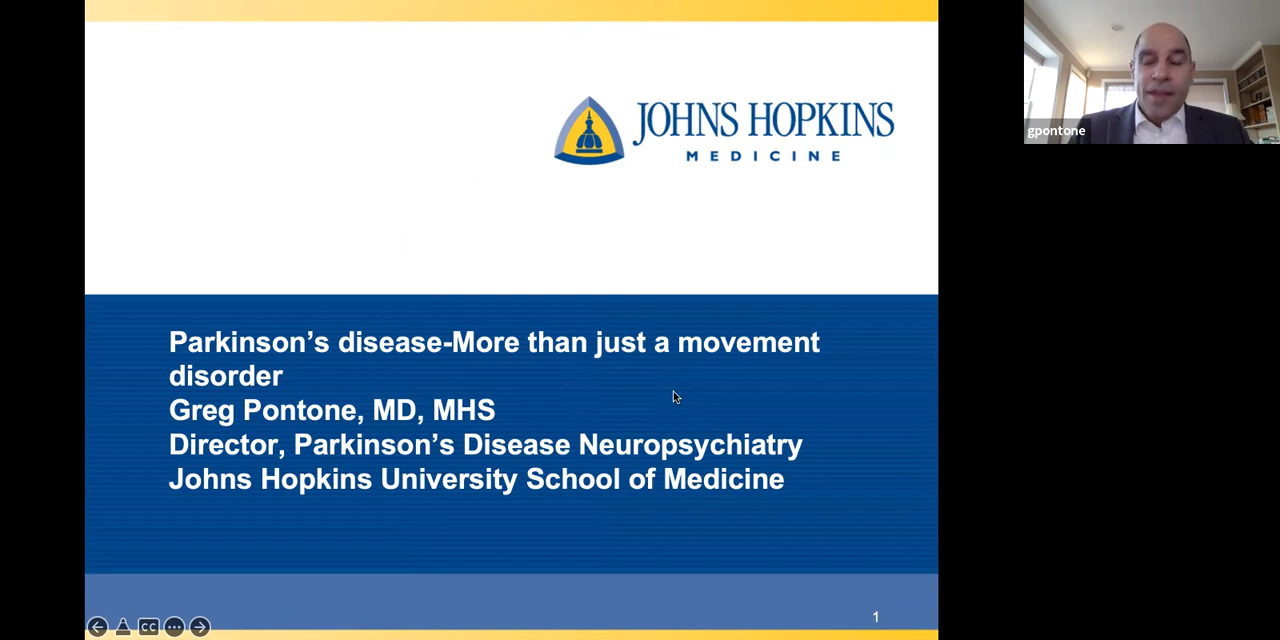 JOHNS HOPKINS
MEDICINE
gpontone
Parkinson's disease-More than just a movement
disorder
Greg Pontone, MD, MHS
Director, Parkinson's Disease Neuropsychiatry
Johns Hopkins University School of Medicine
1
CC